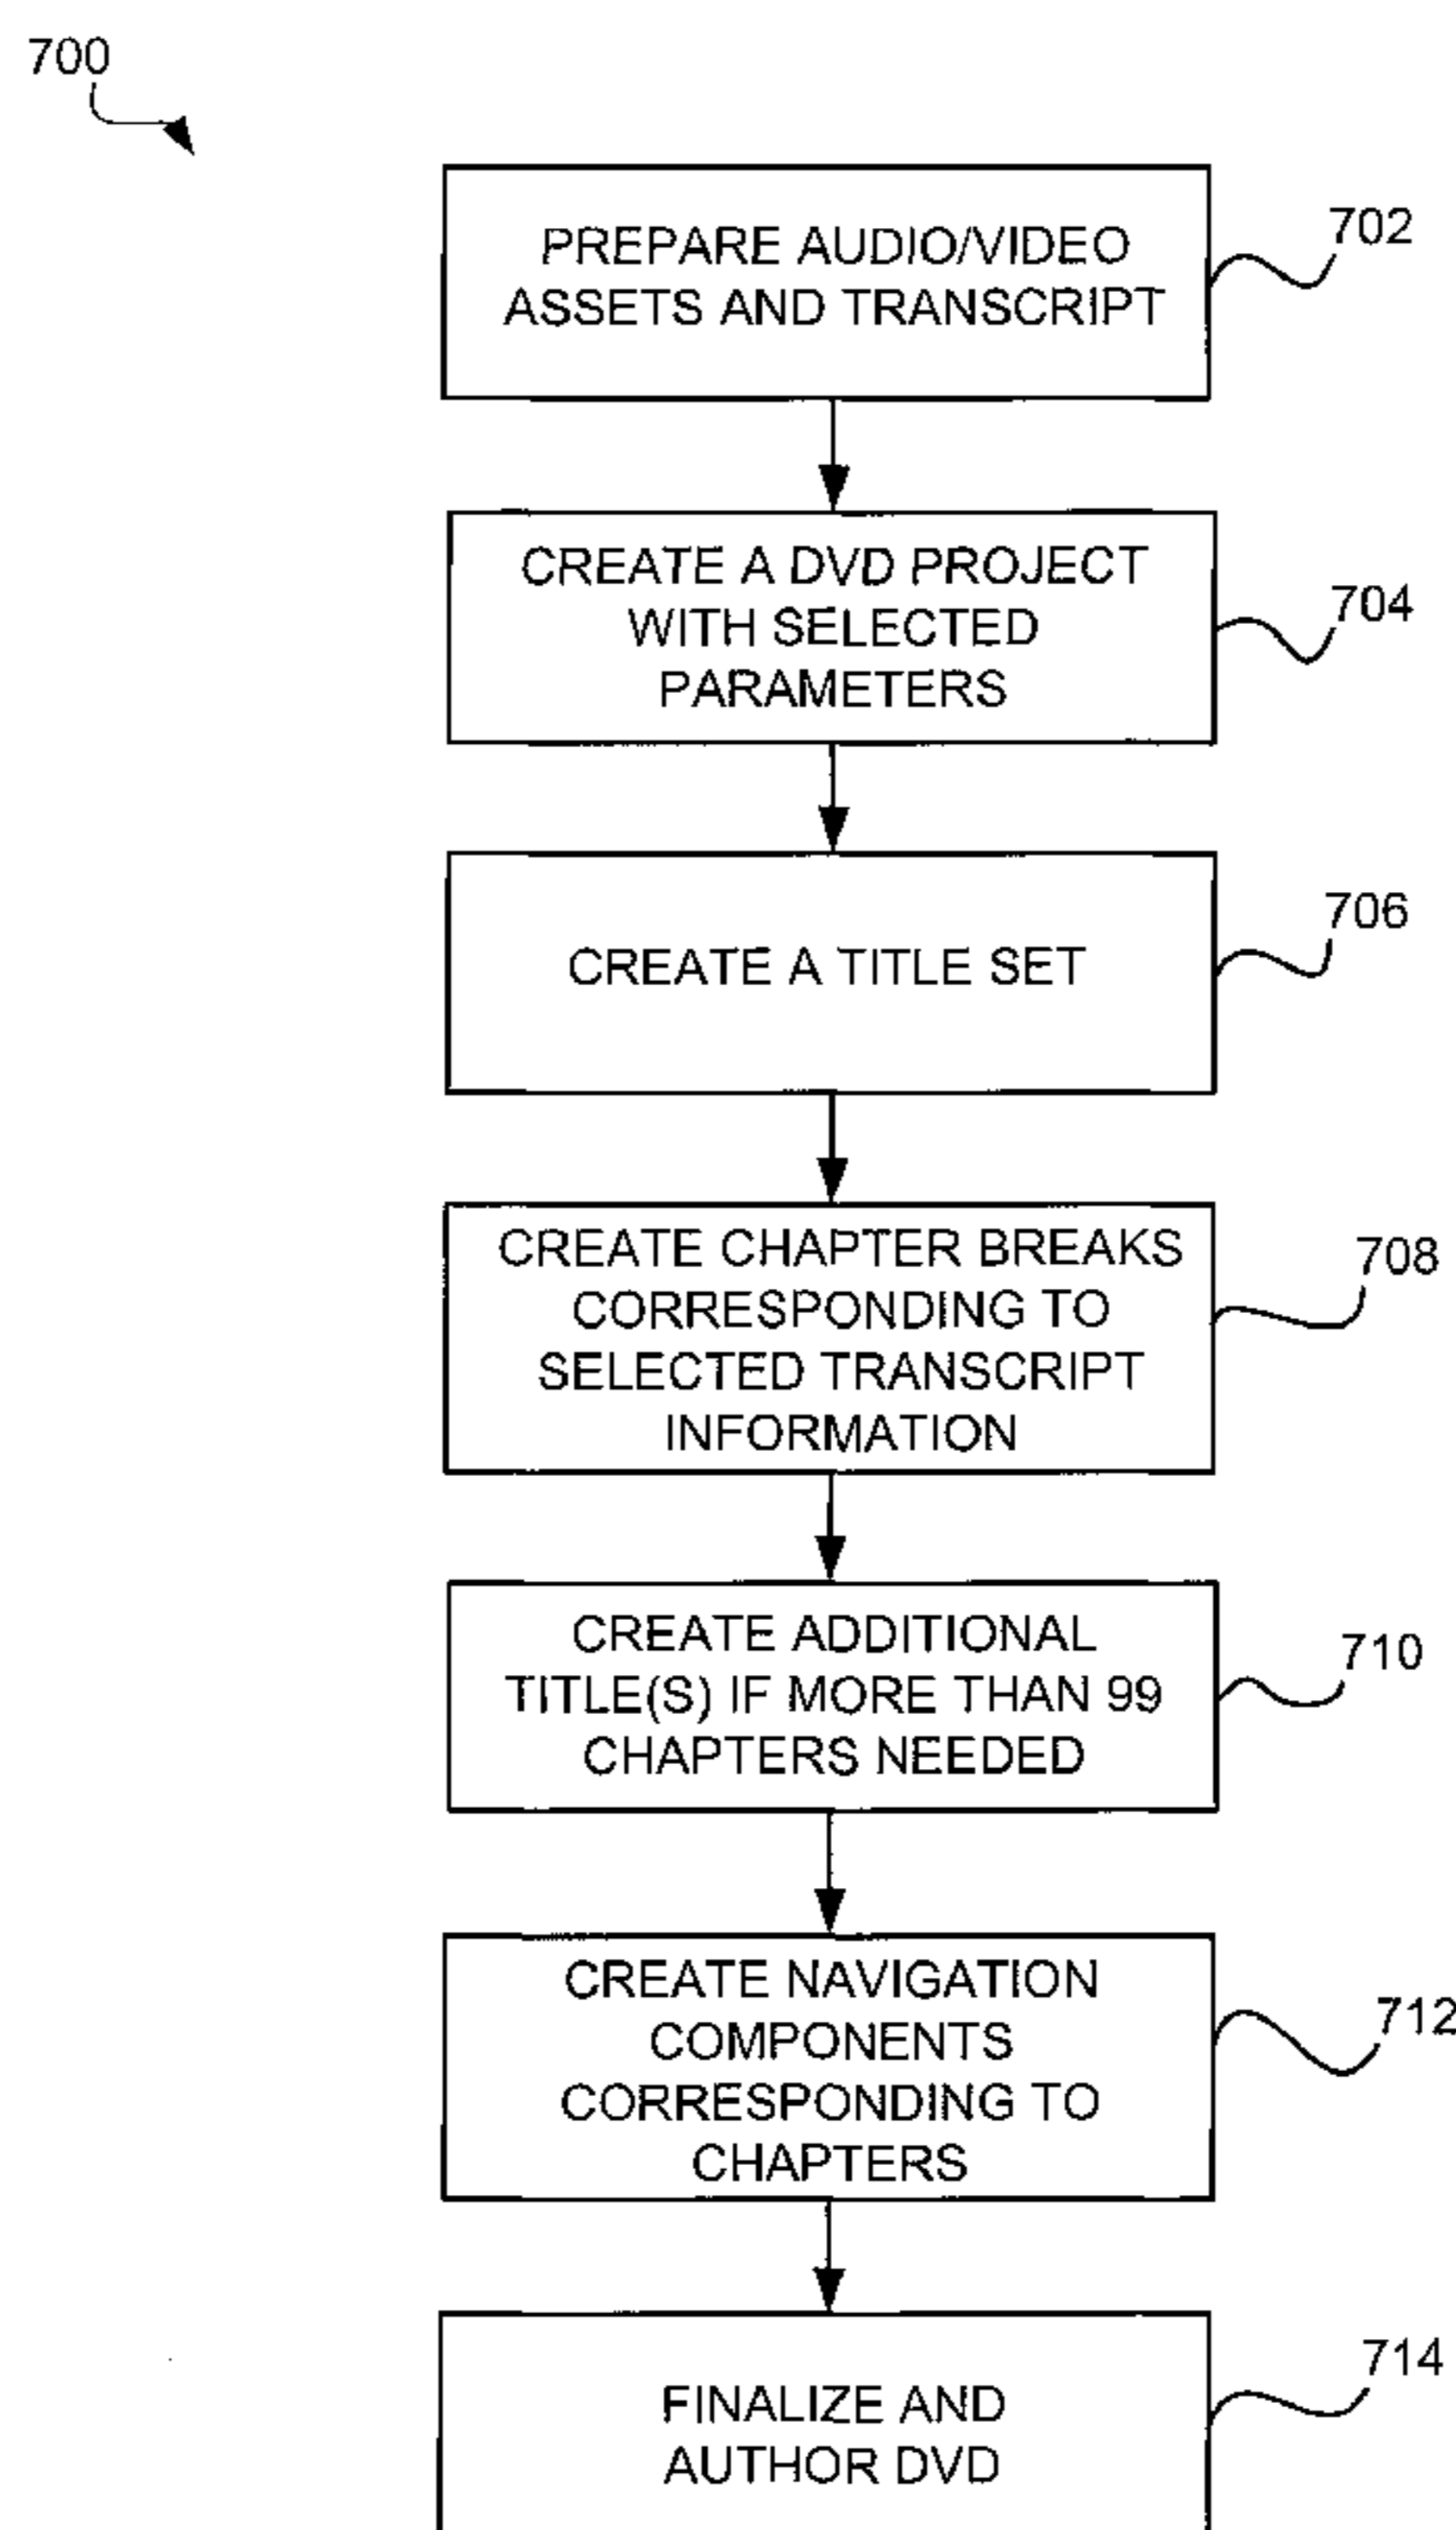 700
PREPARE AUDIO/VIDEO
ASSETS AND TRANSCRIPT
702
CREATE A DVD PROJECT
WITH SELECTED
PARAMETERS
704
CREATE A TITLE SET
706
CREATE CHAPTER BREAKS
CORRESPONDING TO
SELECTED TRANSCRIPT
INFORMATION
708
CREATE ADDITIONAL
TITLE(S) IF MORE THAN 99
CHAPTERS NEEDED
710
CREATE NAVIGATION
COMPONENTS
CORRESPONDING TO
CHAPTERS
712
FINALIZE AND
AUTHOR DVD
714